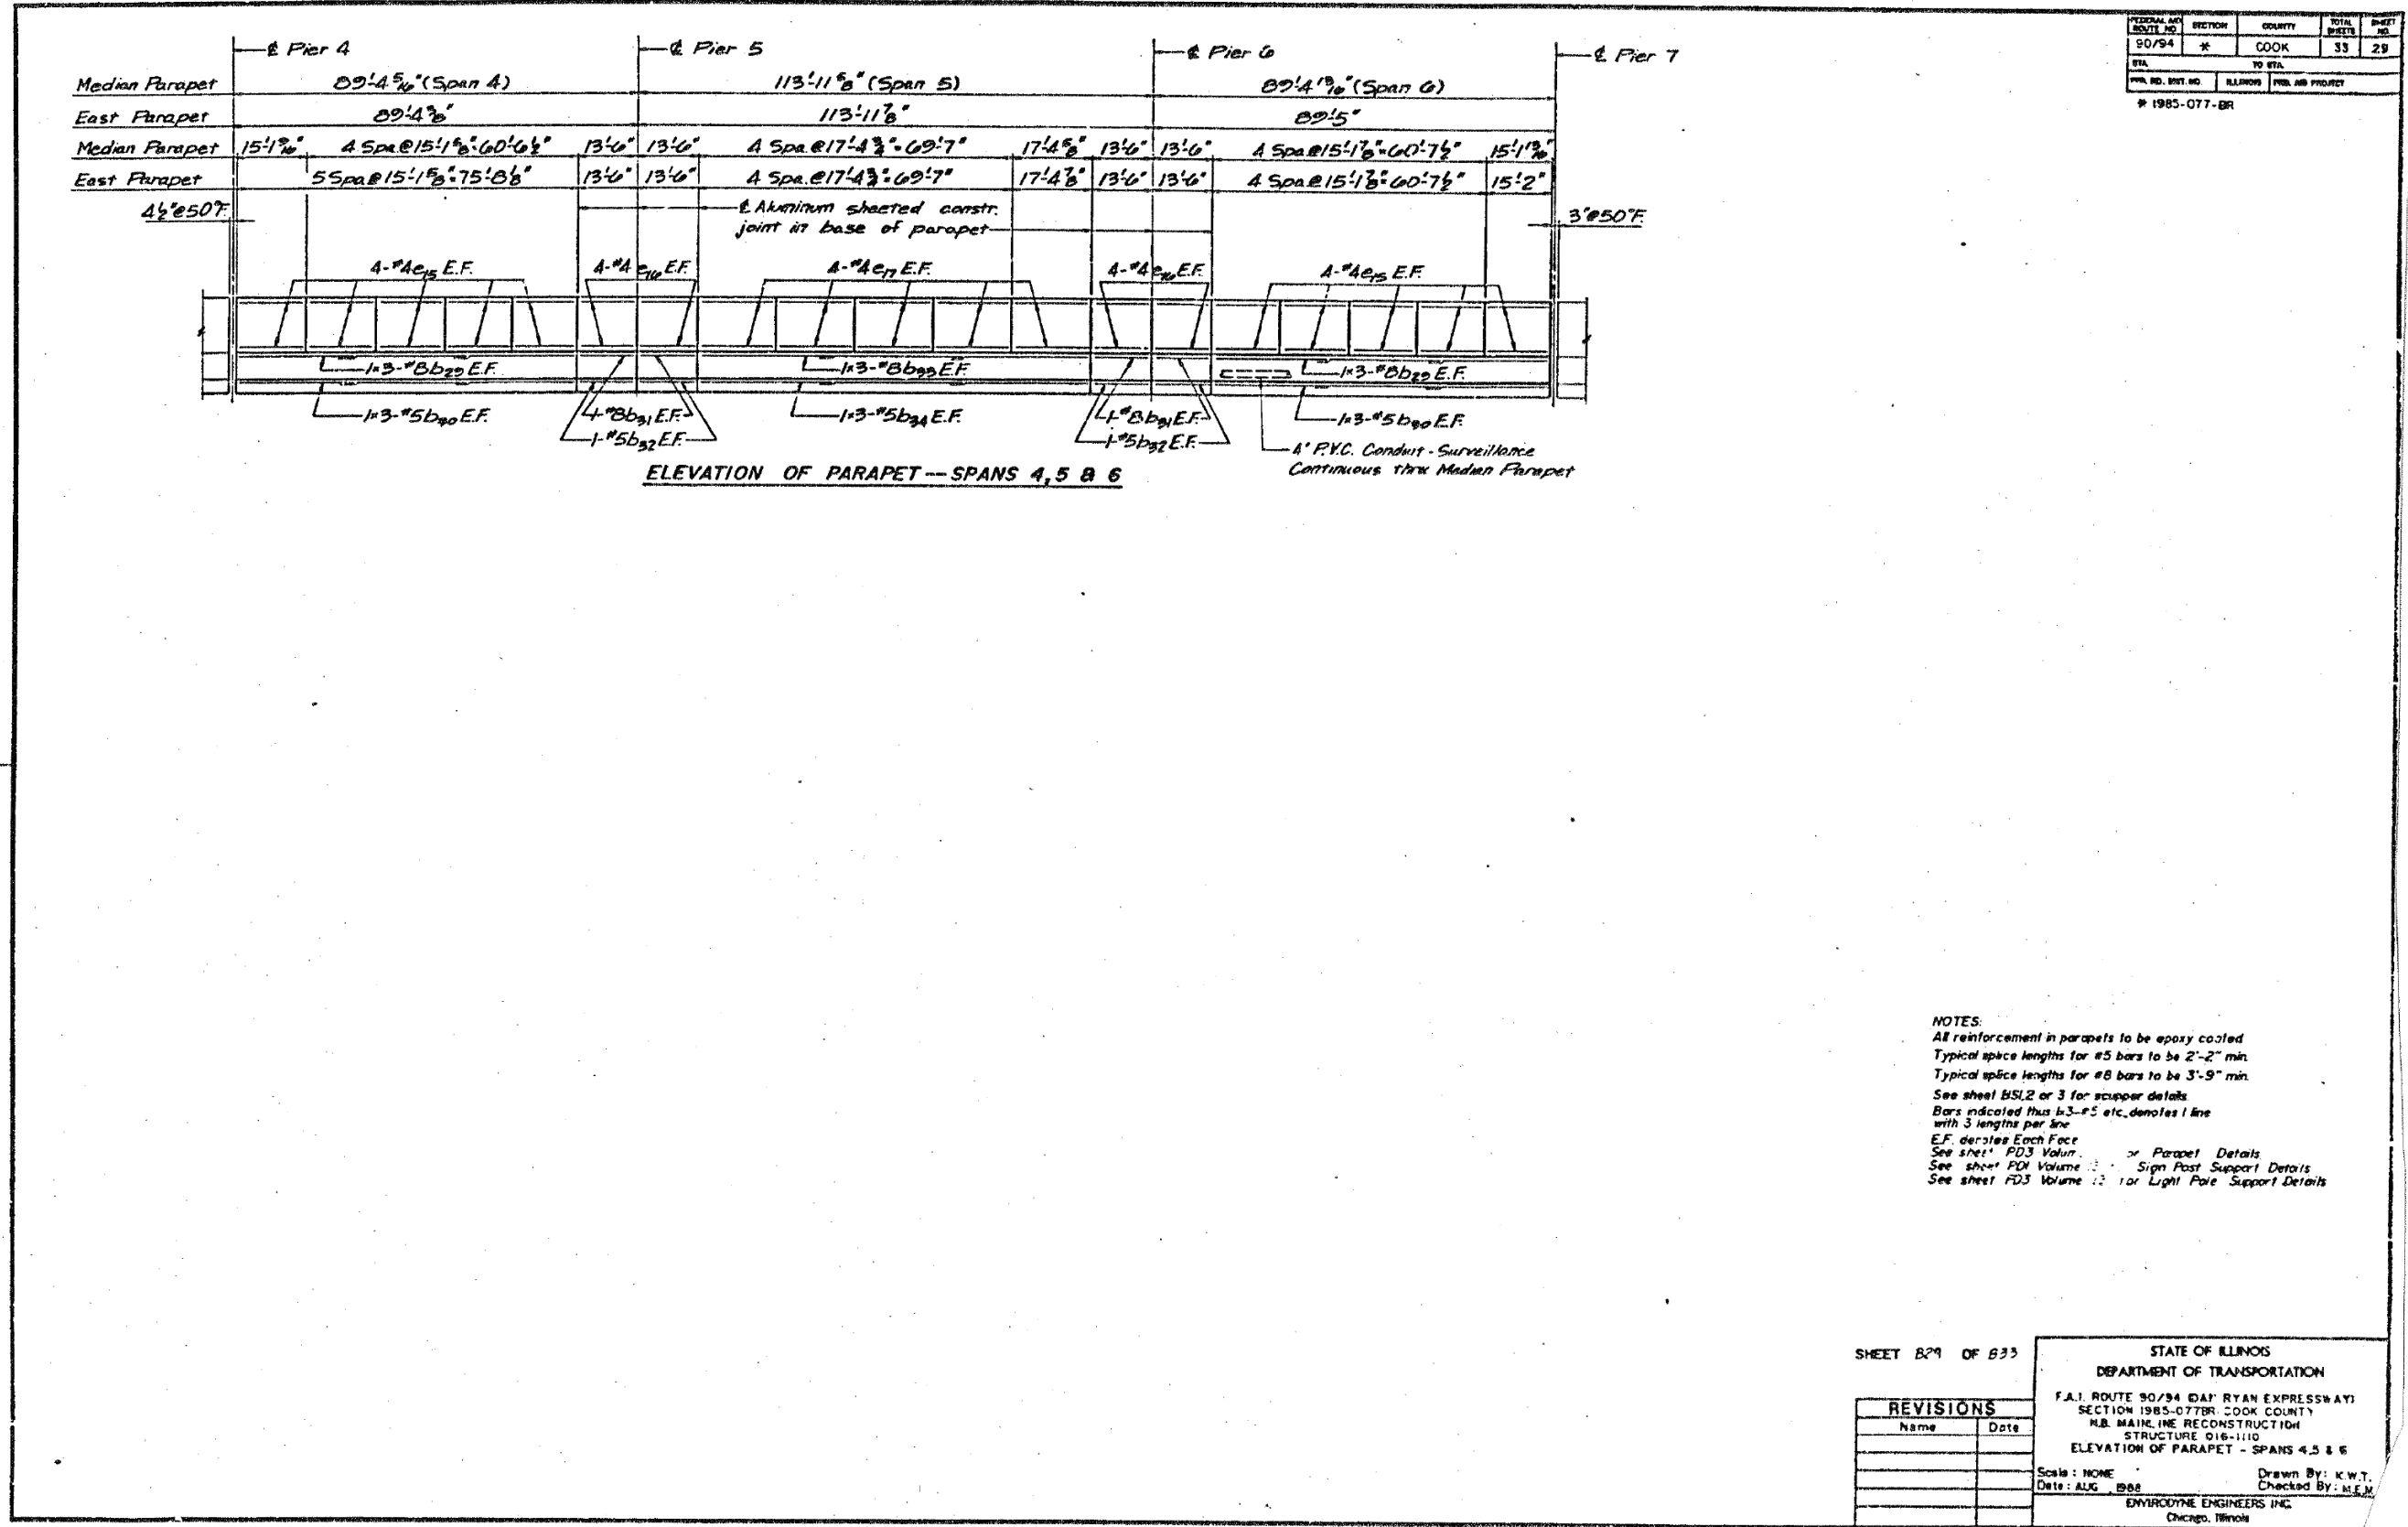 FEDERAL AID ROUTE NO. SECTION COUNTY TOTAL SHEETS SHEET NO.
90/94 * COOK 33 29
STA. TO STA.
ILLINOIS
* 1985-077-BR
℄ Pier 4 ℄ Pier 5 ℄ Pier 6 ℄ Pier 7
Median Parapet 89'-4 5/16" (Span 4) 113'-11 5/8" (Span 5) 89'-4 13/16" (Span 6)
East Parapet 89'-4 3/8" 113'-11 7/8" 89'-5"
Median Parapet 15'-1 9/16" 4 Spa.@15'-1 5/8"=60'-6 1/2" 13'-6" 13'-6" 4 Spa.@17'-4 3/4"=69'-7" 17'-4 5/8" 13'-6" 13'-6" 4 Spa.@15'-1 7/8"=60'-7 1/2" 15'-1 13/16"
East Parapet 5 Spa@15'-1 5/8"=75'-8 1/8" 13'-6" 13'-6" 4 Spa.@17'-4 3/4"=69'-7" 17'-4 7/8" 13'-6" 13'-6" 4 Spa@15'-1 7/8"=60'-7 1/2" 15'-2"
4 1/2"@50°F. ℄ Aluminum sheeted constr.
joint in base of parapet
3"@50°F.
4-#4e15 E.F. 4-#4e16 E.F. 4-#4e17 E.F. 4-#4e16 E.F. 4-#4e15 E.F.
1x3-#8b29 E.F. 1x3-#8b33 E.F. 1x3-#8b29 E.F.
1x3-#5b30 E.F. 1-#8b31 E.F. 1x3-#5b34 E.F. 1-#8b31 E.F. 1x3-#5b30 E.F.
1-#5b32 E.F. 1-#5b32 E.F.
4" P.V.C. Conduit - Surveillance
Continuous thru Median Parapet
ELEVATION OF PARAPET -- SPANS 4, 5 & 6
NOTES:
All reinforcement in parapets to be epoxy coated
Typical splice lengths for #5 bars to be 2'-2" min.
Typical splice lengths for #8 bars to be 3'-9" min.
See sheet BS1,2 or 3 for scupper details
Bars indicated thus 1x3-#5 etc. denotes 1 line
with 3 lengths per line
E.F. denotes Each Face
See sheet PD3 Parapet Details
See sheet PD1 Volume Sign Post Support Details
See sheet PD3 Volume for Light Pole Support Details
SHEET B29 OF B33
REVISIONS
Name Date
STATE OF ILLINOIS
DEPARTMENT OF TRANSPORTATION
F.A.I. ROUTE 90/94 (DAN RYAN EXPRESSWAY)
SECTION 1985-077BR COOK COUNTY
N.B. MAINLINE RECONSTRUCTION
STRUCTURE 016-1110
ELEVATION OF PARAPET - SPANS 4,5 & 6
Scale : NONE Drawn By: K.W.T.
Date : AUG 1988 Checked By: M.E.M.
ENVIRODYNE ENGINEERS INC.
Chicago, Illinois